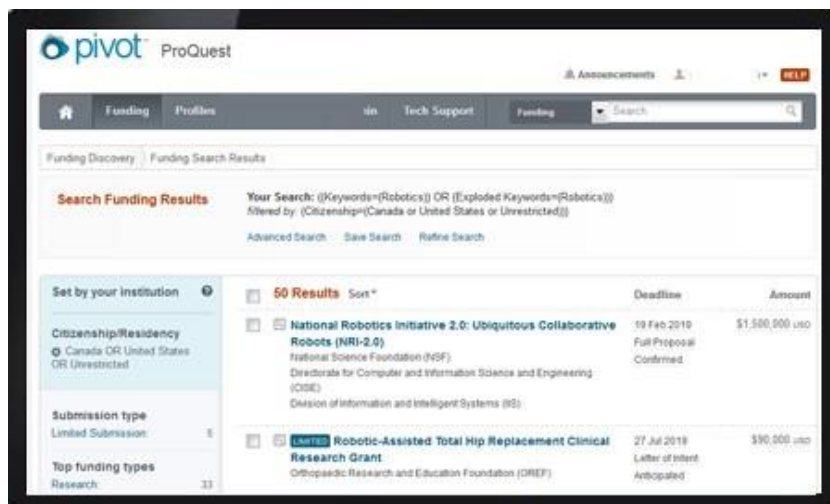 pivot ProQuest
Announcements HELP
Funding Profiles in Tech Support Funding Search
Funding Discovery Funding Search Results
Search Funding Results
Your Search: ((Keywords=(Robotics)) OR (Exploded Keywords=(Robotics)))
filtered by: (Citizenship=(Canada or United States or Unrestricted)))
Advanced Search Save Search Refine Search
Set by your institution
Citizenship/Residency
Canada OR United States
OR Unrestricted
Submission type
Limited Submission: 5
Top funding types
Research: 33
50 Results Sort Deadline Amount
National Robotics Initiative 2.0: Ubiquitous Collaborative
Robots (NRI-2.0)
National Science Foundation (NSF)
Directorate for Computer and Information Science and Engineering
(CISE)
Division of Information and Intelligent Systems (IIS)
19 Feb 2019
Full Proposal
Confirmed
$1,500,000 USD
LIMITED Robotic-Assisted Total Hip Replacement Clinical
Research Grant
Orthopaedic Research and Education Foundation (OREF)
27 Jul 2018
Letter of Intent
Anticipated
$90,000 USD